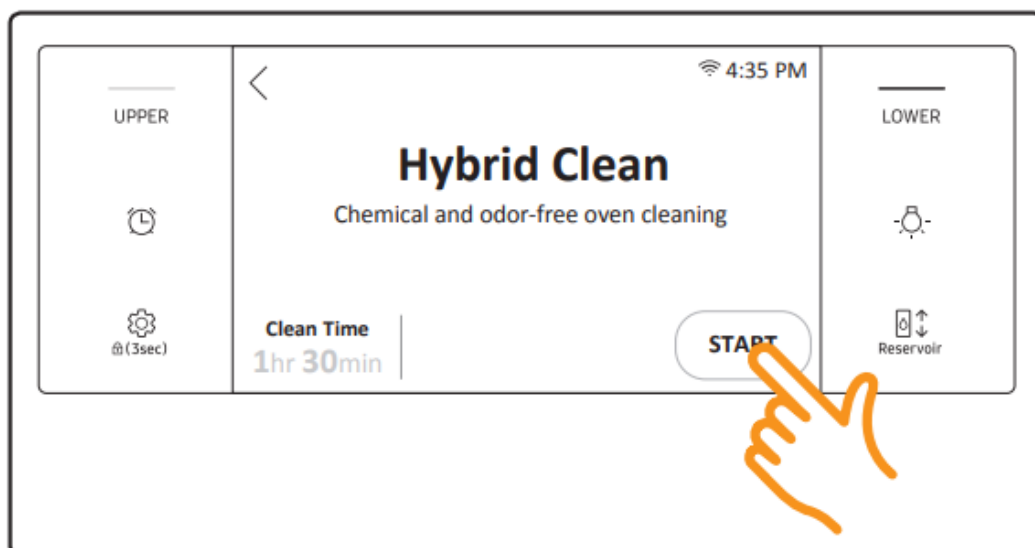 UPPER
(3sec)
4:35 PM
Hybrid Clean
Chemical and odor-free oven cleaning
Clean Time
1hr 30min
START
LOWER
Reservoir